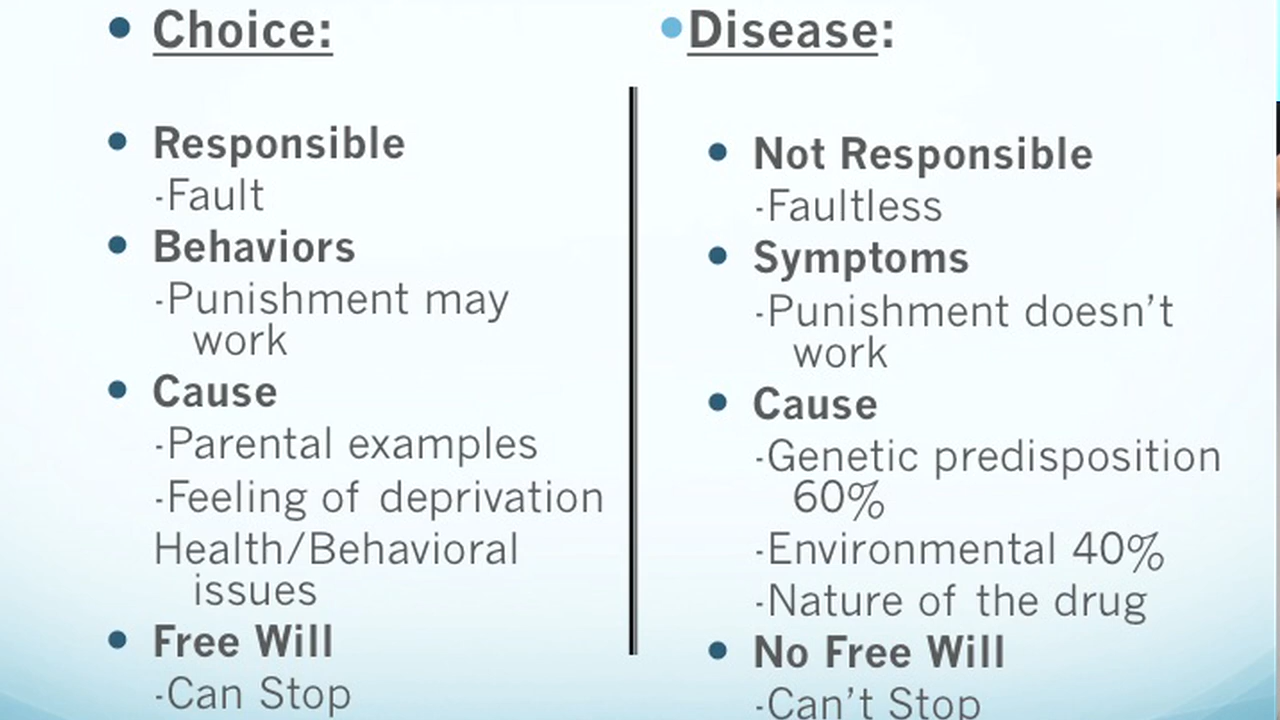 • Choice:
• Responsible
-Fault
• Behaviors
-Punishment may
work
• Cause
-Parental examples
-Feeling of deprivation
Health/Behavioral
issues
• Free Will
-Can Stop
• Disease:
• Not Responsible
-Faultless
• Symptoms
-Punishment doesn’t
work
• Cause
-Genetic predisposition
60%
-Environmental 40%
-Nature of the drug
• No Free Will
-Can’t Stop